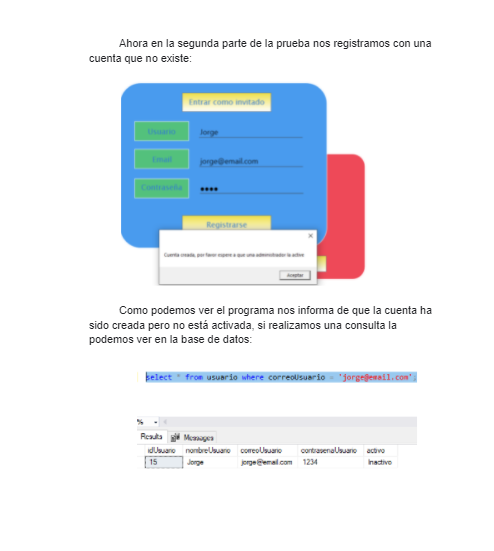 Ahora en la segunda parte de la prueba nos registramos con una
cuenta que no existe:
Entrar como invitado
Usuario Jorge
Email jorge@email.com
Contraseña ●●●●
Registrarse
Cuenta creada, por favor espere a que una administrador la active
Aceptar
Como podemos ver el programa nos informa de que la cuenta ha
sido creada pero no está activada, si realizamos una consulta la
podemos ver en la base de datos:
select * from usuario where correoUsuario = 'jorge@email.com';
%
Results Messages
idUsuario nombreUsuario correoUsuario contrasenaUsuario activo
15 Jorge jorge@email.com 1234 Inactivo